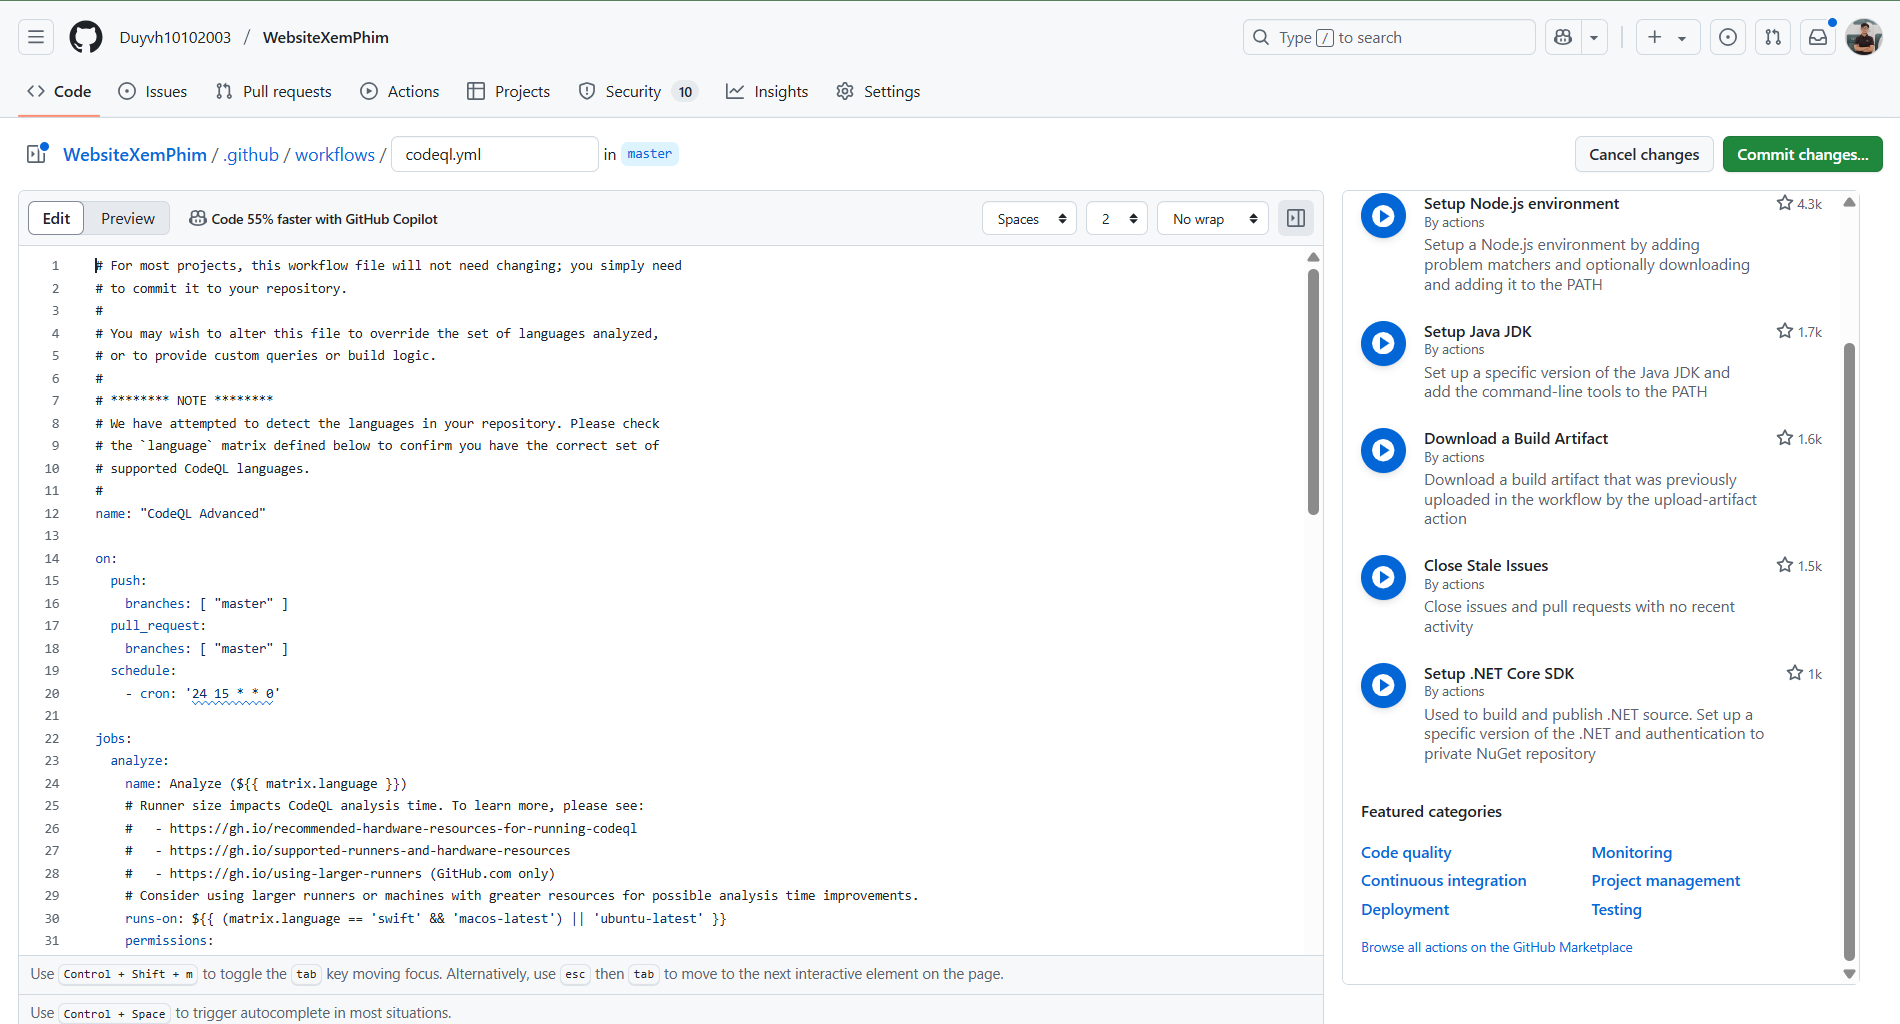 Duyvh10102003 / WebsiteXemPhim
Type / to search
Code
Issues
Pull requests
Actions
Projects
Security 10
Insights
Settings
WebsiteXemPhim / .github / workflows / codeql.yml in master
Cancel changes
Commit changes...
Edit
Preview
Code 55% faster with GitHub Copilot
Spaces
2
No wrap
1 # For most projects, this workflow file will not need changing; you simply need
2 # to commit it to your repository.
3 #
4 # You may wish to alter this file to override the set of languages analyzed,
5 # or to provide custom queries or build logic.
6 #
7 # ******** NOTE ********
8 # We have attempted to detect the languages in your repository. Please check
9 # the `language` matrix defined below to confirm you have the correct set of
10 # supported CodeQL languages.
11 #
12 name: "CodeQL Advanced"
13
14 on:
15 push:
16 branches: [ "master" ]
17 pull_request:
18 branches: [ "master" ]
19 schedule:
20 - cron: '24 15 * * 0'
21
22 jobs:
23 analyze:
24 name: Analyze (${{ matrix.language }})
25 # Runner size impacts CodeQL analysis time. To learn more, please see:
26 # - https://gh.io/recommended-hardware-resources-for-running-codeql
27 # - https://gh.io/supported-runners-and-hardware-resources
28 # - https://gh.io/using-larger-runners (GitHub.com only)
29 # Consider using larger runners or machines with greater resources for possible analysis time improvements.
30 runs-on: ${{ (matrix.language == 'swift' && 'macos-latest') || 'ubuntu-latest' }}
31 permissions:
Use Control + Shift + m to toggle the tab key moving focus. Alternatively, use esc then tab to move to the next interactive element on the page.
Use Control + Space to trigger autocomplete in most situations.
Setup Node.js environment 4.3k
By actions
Setup a Node.js environment by adding
problem matchers and optionally downloading
and adding it to the PATH
Setup Java JDK 1.7k
By actions
Set up a specific version of the Java JDK and
add the command-line tools to the PATH
Download a Build Artifact 1.6k
By actions
Download a build artifact that was previously
uploaded in the workflow by the upload-artifact
action
Close Stale Issues 1.5k
By actions
Close issues and pull requests with no recent
activity
Setup .NET Core SDK 1k
By actions
Used to build and publish .NET source. Set up a
specific version of the .NET and authentication to
private NuGet repository
Featured categories
Code quality Monitoring
Continuous integration Project management
Deployment Testing
Browse all actions on the GitHub Marketplace